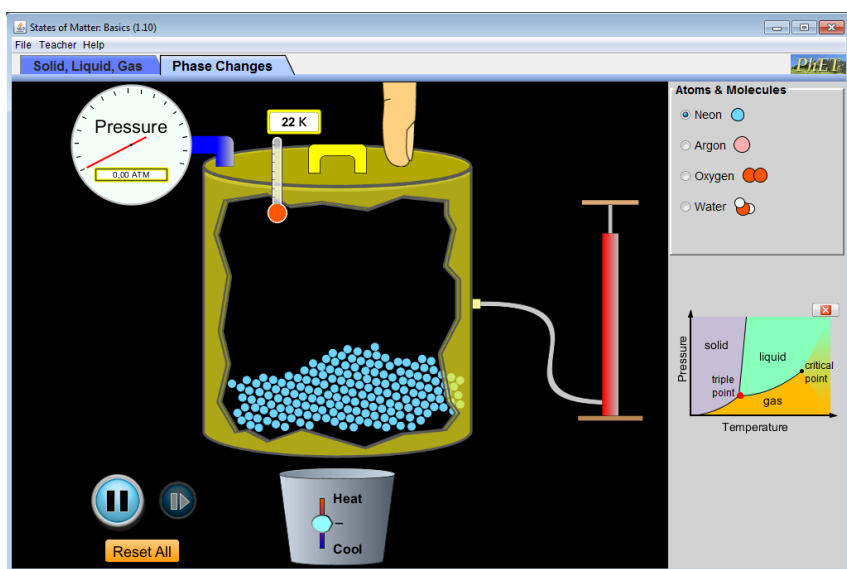 States of Matter: Basics (1.10)
File Teacher Help
Solid, Liquid, Gas
Phase Changes
PhET
Pressure
0,00 ATM
22 K
Atoms & Molecules
Neon
Argon
Oxygen
Water
Pressure
solid
liquid
critical
point
triple
point
gas
Temperature
Heat
Cool
Reset All